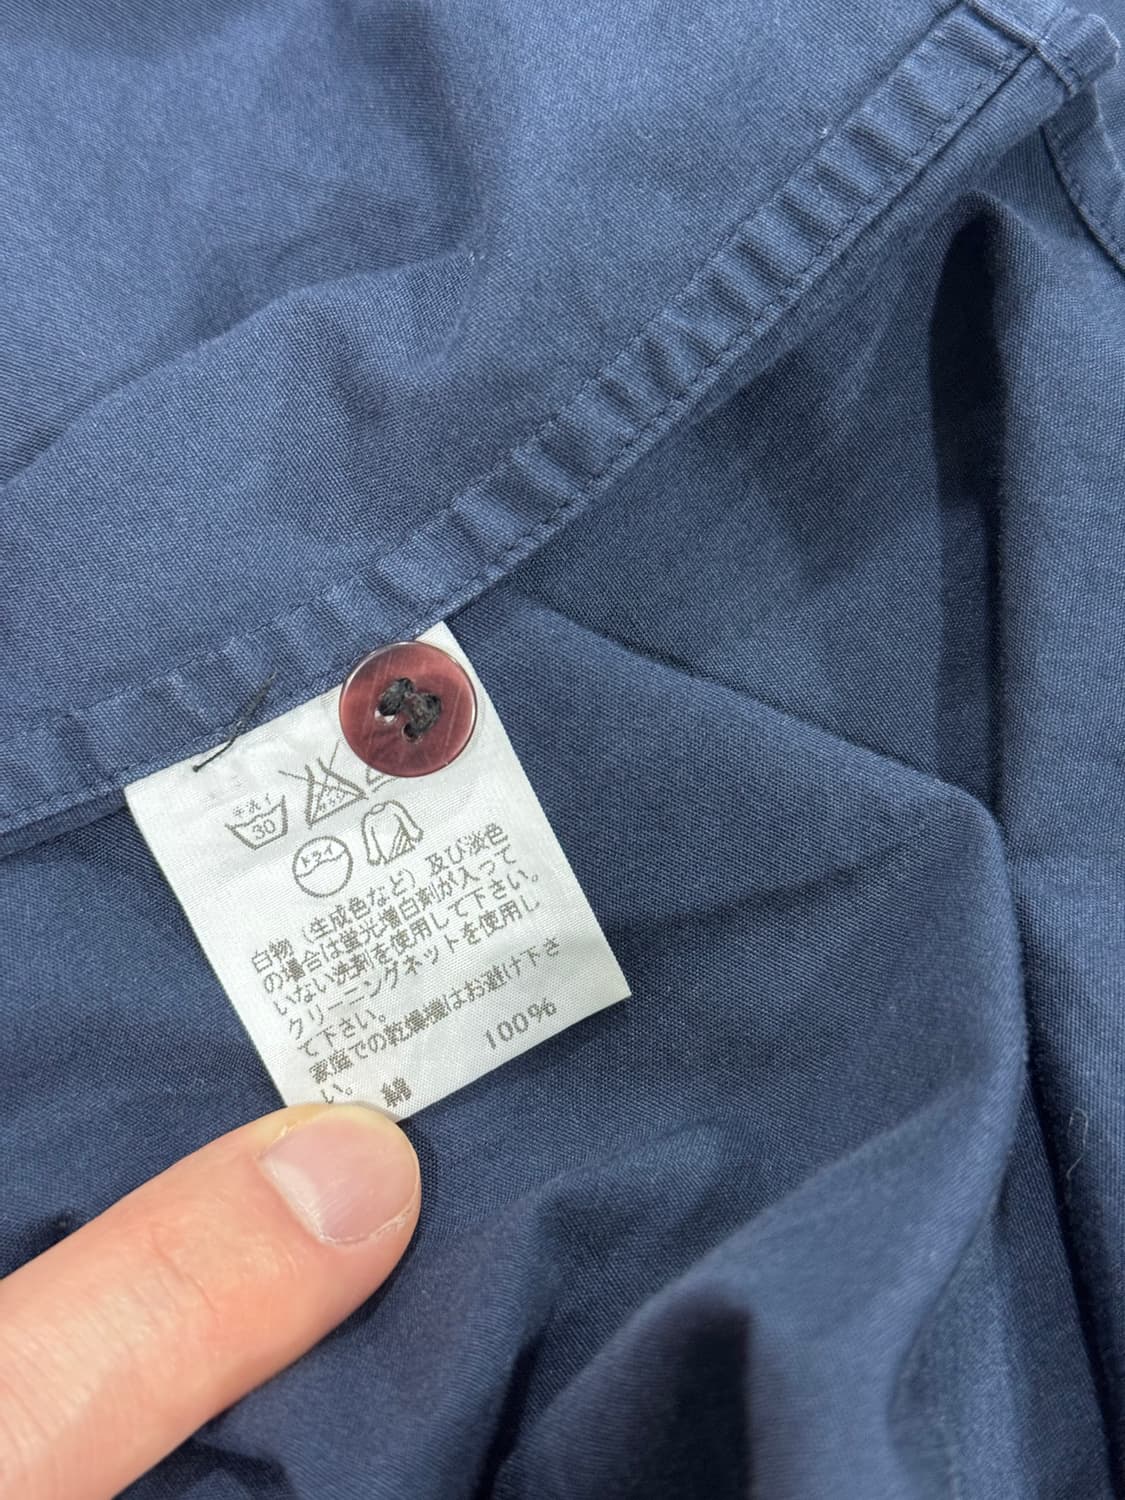 手洗イ
30
ドライ
白物（生成色など）及び淡色
の場合は蛍光増白剤が入って
いない洗剤を使用して下さい。
クリーニングネットを使用し
て下さい。
家庭での乾燥機はお避け下さ
い。
綿 100%